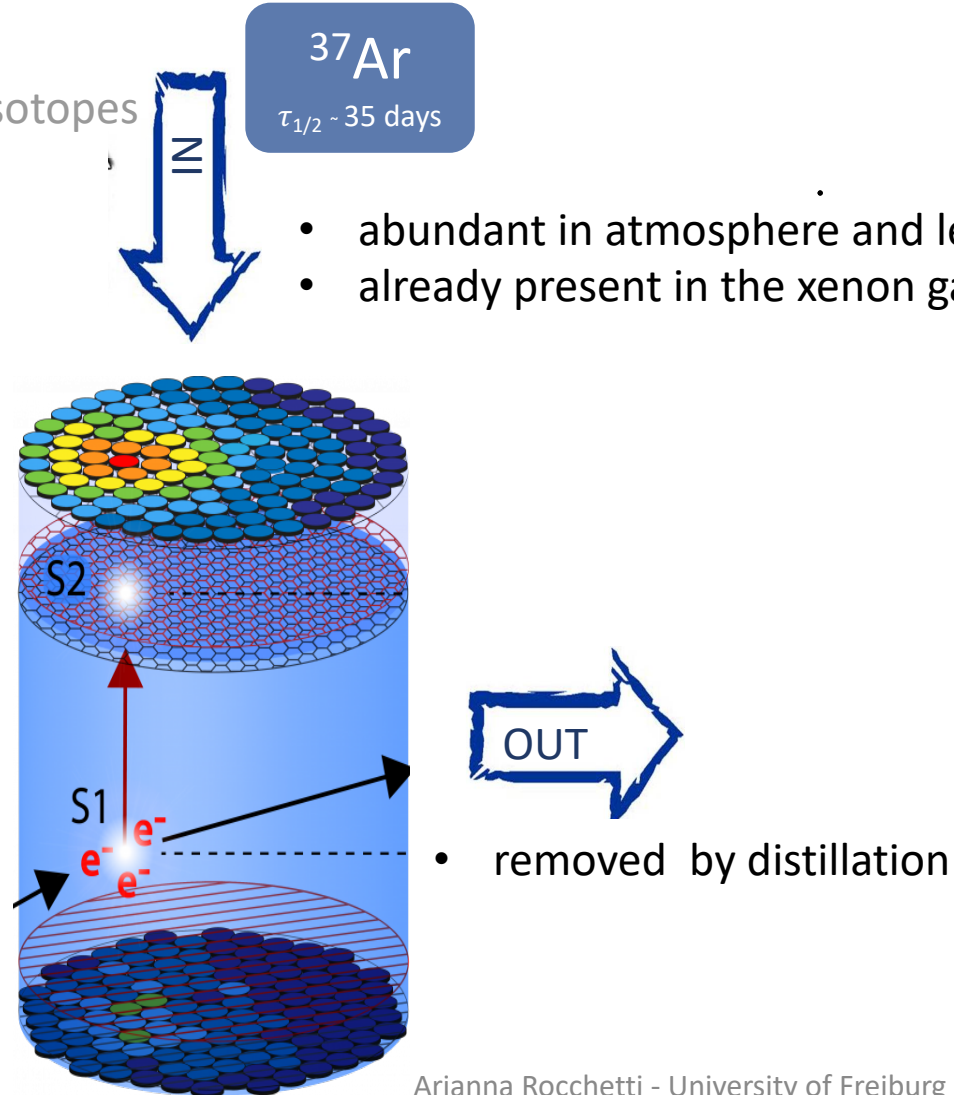 ³⁷Ar
τ₁/₂ ~ 35 days
sotopes
IN
• abundant in atmosphere and le
• already present in the xenon ga
S2
OUT
S1
e⁻
e⁻
e⁻
• removed by distillation
Arianna Rocchetti - University of Freiburg